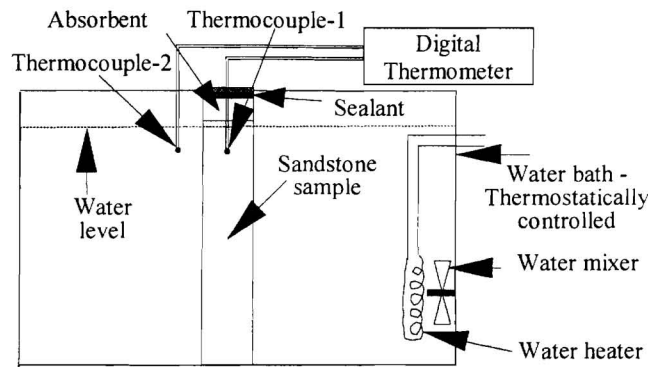 Absorbent
Thermocouple-1
Digital
Thermometer
Thermocouple-2
Sealant
Sandstone
sample
Water
level
Water bath -
Thermostatically
controlled
Water mixer
Water heater